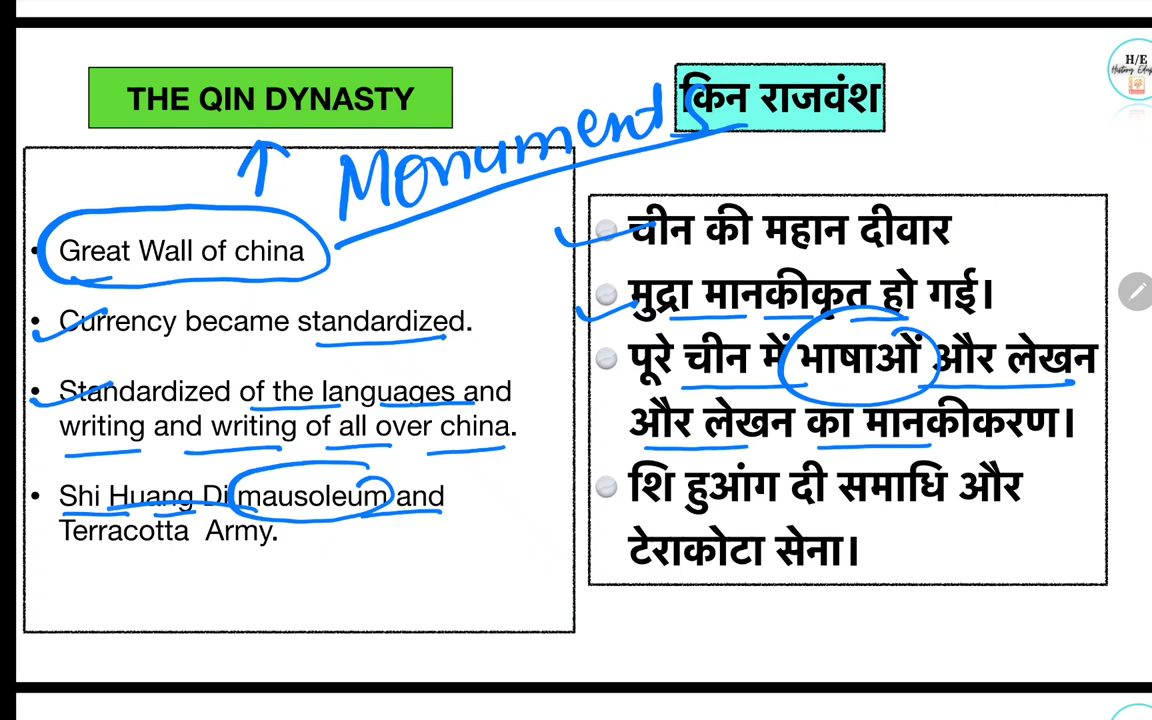 H/E
THE QIN DYNASTY
किन राजवंश
Monuments
• Great Wall of china
• Currency became standardized.
• Standardized of the languages and
writing and writing of all over china.
• Shi Huang Di mausoleum and
Terracotta Army.
चीन की महान दीवार
मुद्रा मानकीकृत हो गई।
पूरे चीन में भाषाओं और लेखन
और लेखन का मानकीकरण।
शि हुआंग दी समाधि और
टेराकोटा सेना।